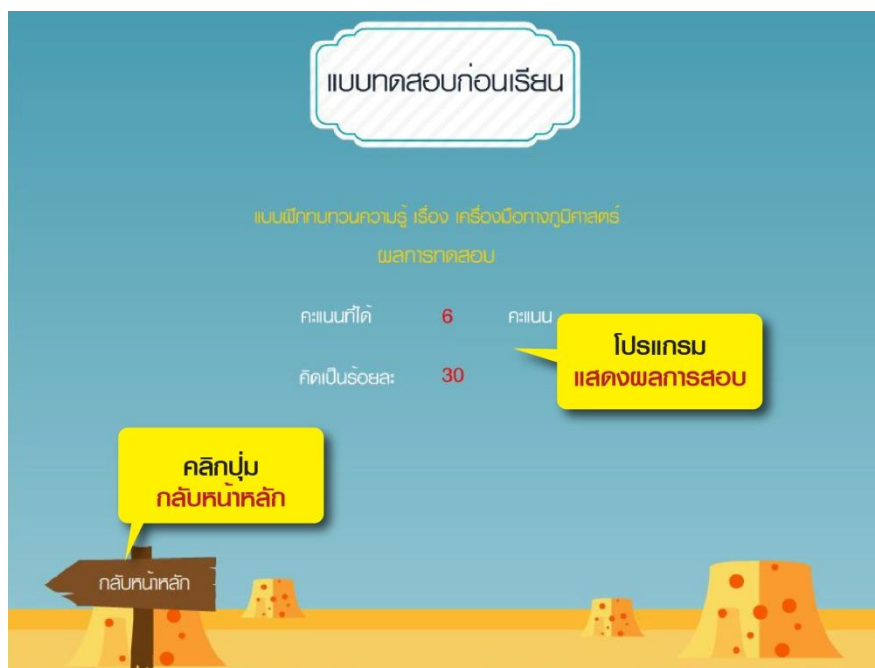 แบบทดสอบก่อนเรียน
แบบฝึกทบทวนความรู้ เรื่อง เครื่องมือทางภูมิศาสตร์
ผลการทดสอบ
คะแนนที่ได้ 6 คะแนน
โปรแกรม
แสดงผลการสอบ
คิดเป็นร้อยละ 30
คลิกปุ่ม
กลับหน้าหลัก
กลับหน้าหลัก